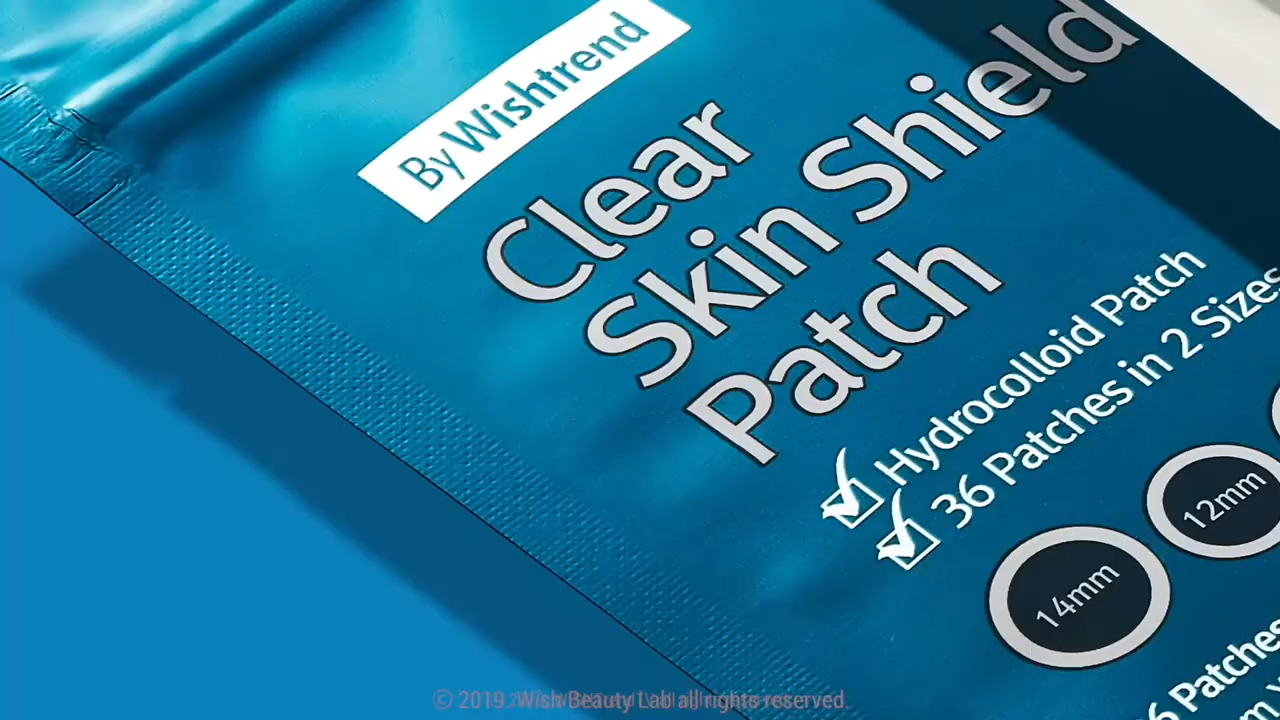 By Wishtrend
Clear
Skin Shield
Patch
Hydrocolloid Patch
36 Patches in 2 Sizes
12mm
14mm
Patches
© 2019. Wish Beauty Lab all rights reserved.